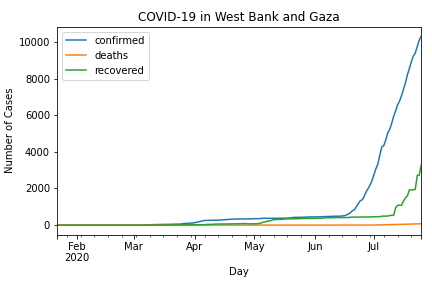 COVID-19 in West Bank and Gaza
confirmed
deaths
recovered
Number of Cases
10000
8000
6000
4000
2000
0
Feb Mar Apr May Jun Jul
2020
Day